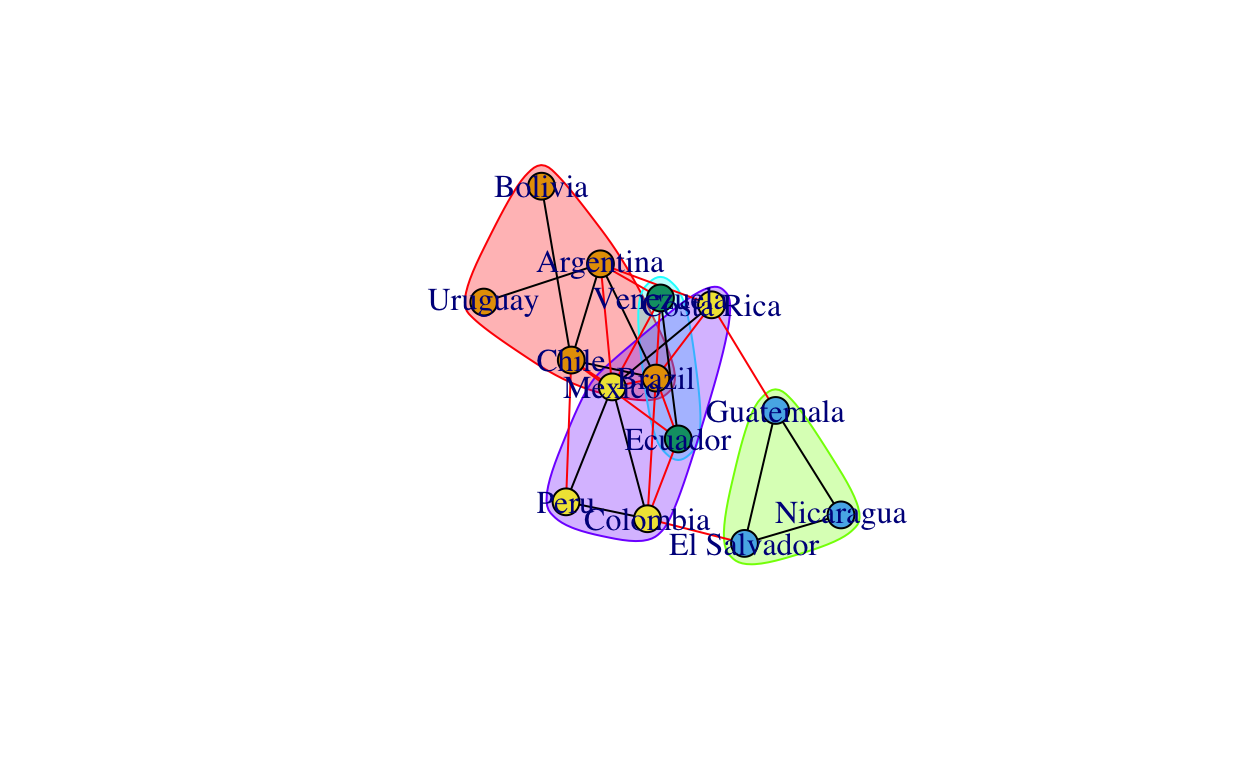 Bolivia
Argentina
Uruguay
Venezuela
Costa Rica
Chile
Brazil
Mexico
Guatemala
Ecuador
Peru
Colombia
Nicaragua
El Salvador